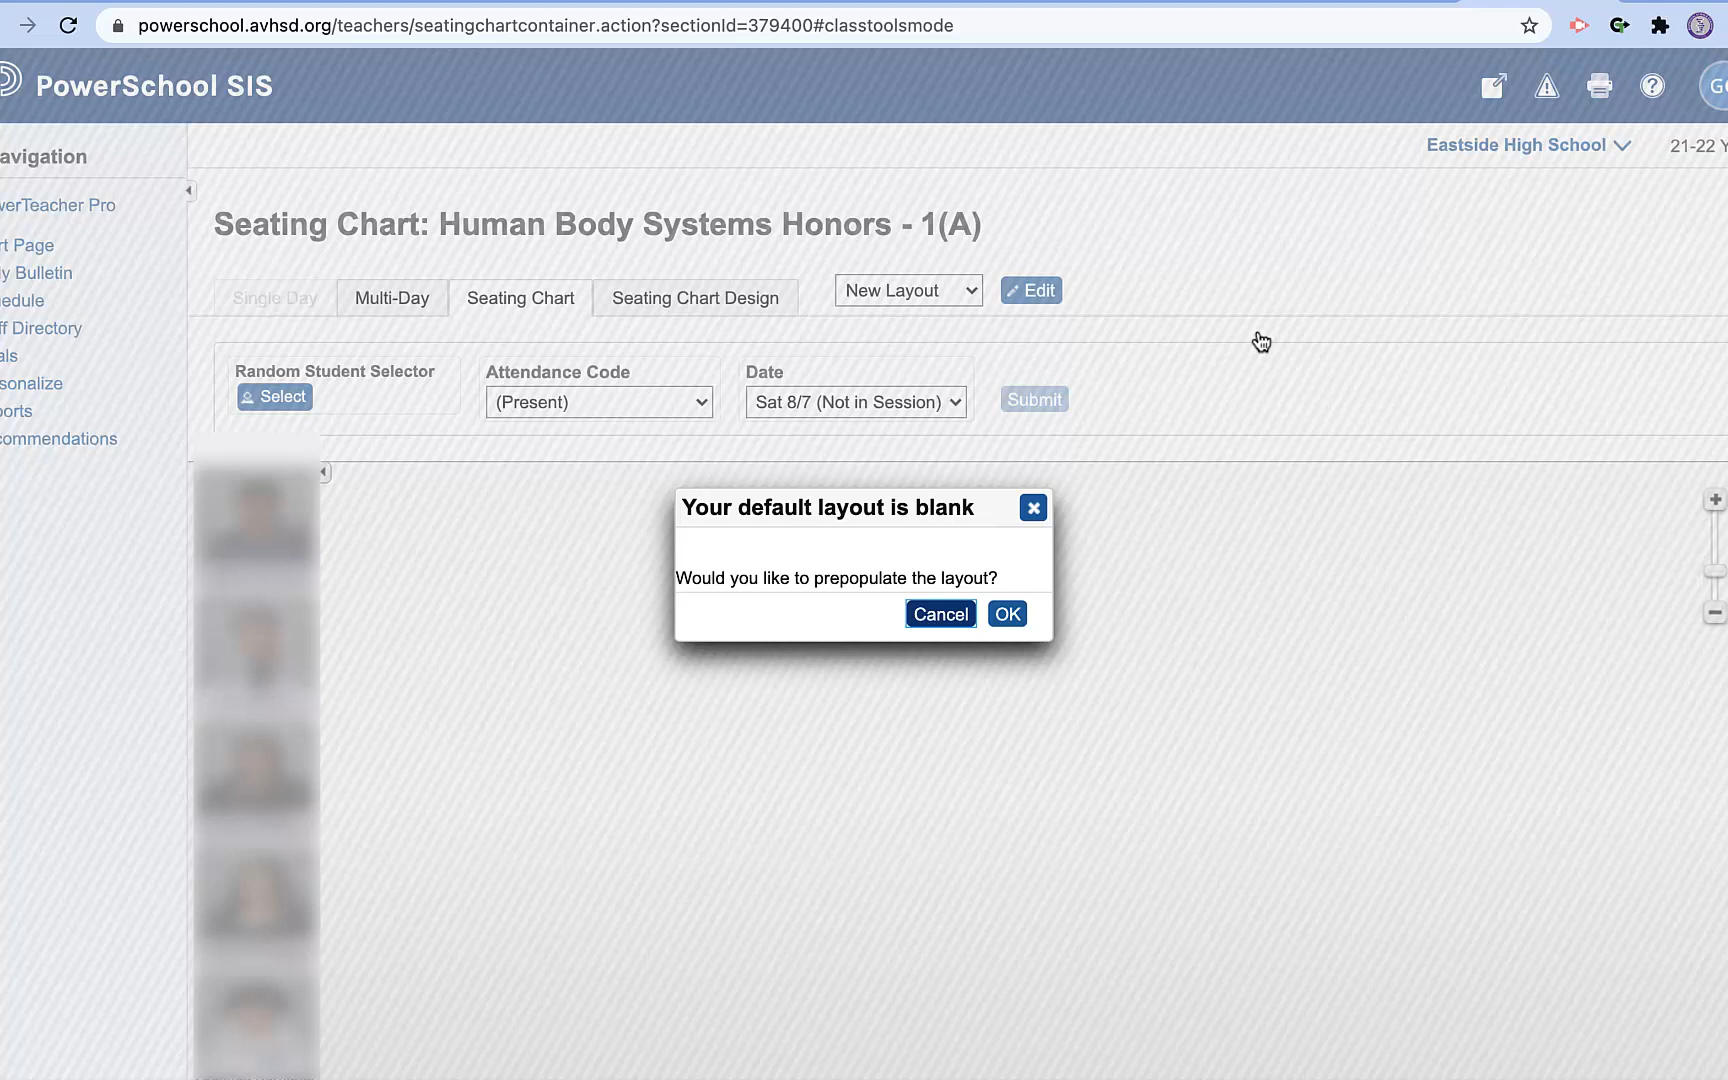 powerschool.avhsd.org/teachers/seatingchartcontainer.action?sectionId=379400#classtoolsmode
PowerSchool SIS
G
avigation
Eastside High School
21-22 Y
werTeacher Pro
rt Page
y Bulletin
edule
ff Directory
als
sonalize
orts
commendations
Seating Chart: Human Body Systems Honors - 1(A)
Single Day
Multi-Day
Seating Chart
Seating Chart Design
New Layout
Edit
Random Student Selector
Select
Attendance Code
(Present)
Date
Sat 8/7 (Not in Session)
Submit
Your default layout is blank
Would you like to prepopulate the layout?
Cancel
OK